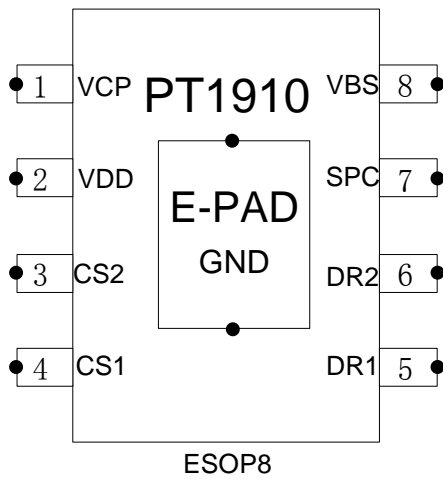 PT1910
1 VCP VBS 8
2 VDD SPC 7
E-PAD
GND
3 CS2 DR2 6
4 CS1 DR1 5
ESOP8